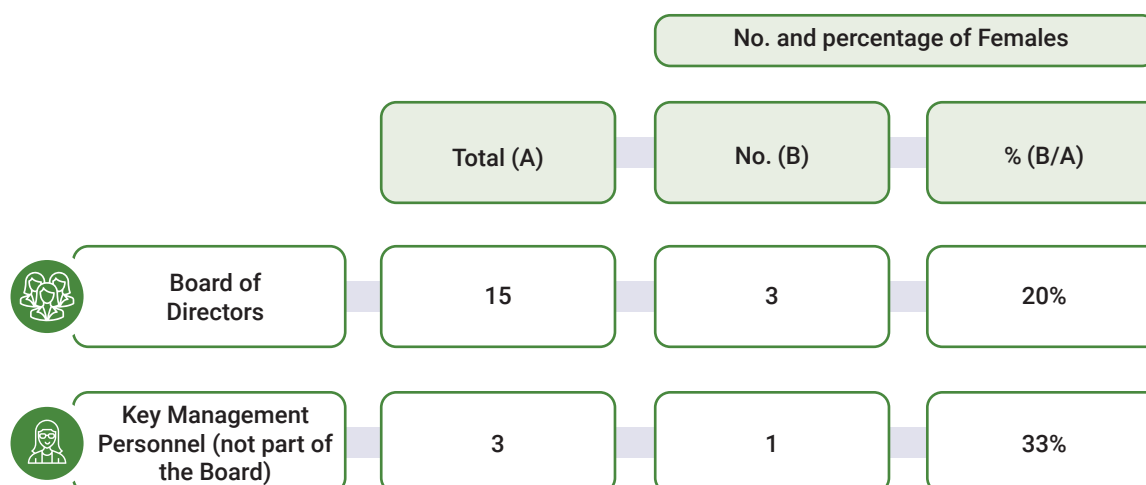 No. and percentage of Females
Total (A)
No. (B)
% (B/A)
Board of
Directors
15
3
20%
Key Management
Personnel (not part of
the Board)
3
1
33%